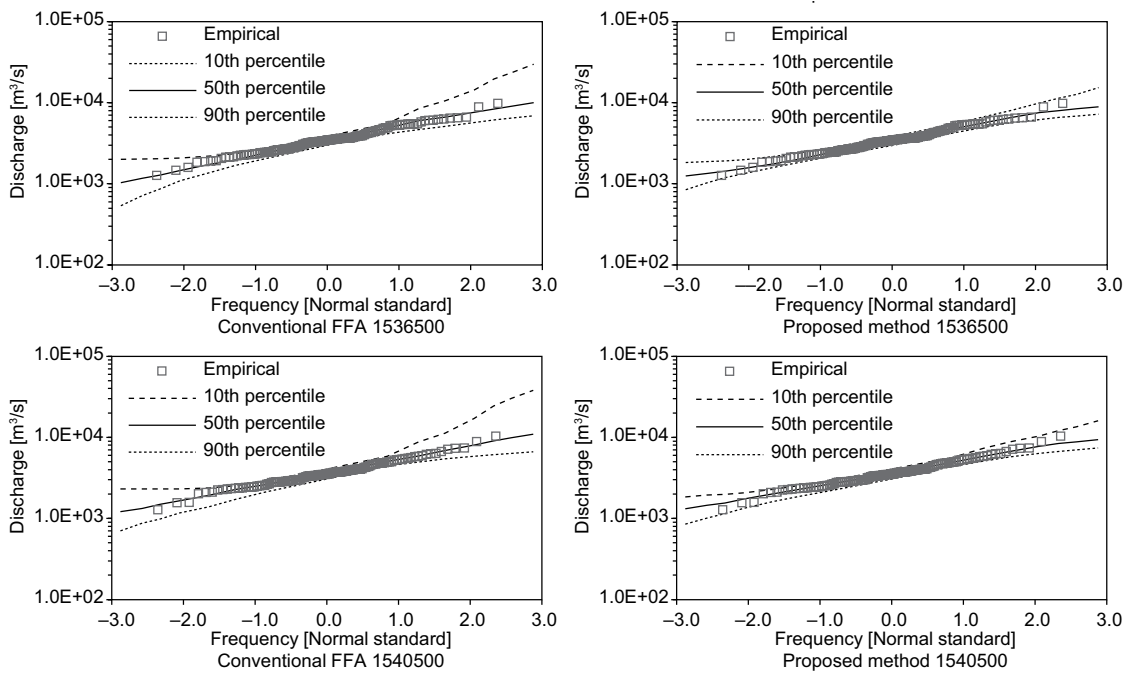 1.0E+05
Empirical
10th percentile
1.0E+04
50th percentile
90th percentile
1.0E+03
1.0E+02
Discharge [m³/s]
–3.0 –2.0 –1.0 0.0 1.0 2.0 3.0
Frequency [Normal standard]
Conventional FFA 1536500
1.0E+05
Empirical
10th percentile
1.0E+04
50th percentile
90th percentile
1.0E+03
1.0E+02
Discharge [m³/s]
–3.0 —2.0 –1.0 0.0 1.0 2.0 3.0
Frequency [Normal standard]
Proposed method 1536500
1.0E+05
Empirical
10th percentile
1.0E+04
50th percentile
90th percentile
1.0E+03
1.0E+02
Discharge [m³/s]
–3.0 –2.0 –1.0 0.0 1.0 2.0 3.0
Frequency [Normal standard]
Conventional FFA 1540500
1.0E+05
Empirical
10th percentile
1.0E+04
50th percentile
90th percentile
1.0E+03
1.0E+02
Discharge [m³/s]
–3.0 –2.0 –1.0 0.0 1.0 2.0 3.0
Frequency [Normal standard]
Proposed method 1540500